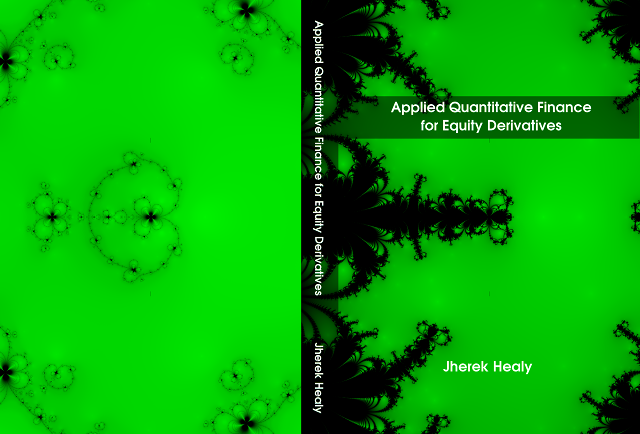 Applied Quantitative Finance for Equity Derivatives
Jherek Healy
Applied Quantitative Finance
for Equity Derivatives
Jherek Healy